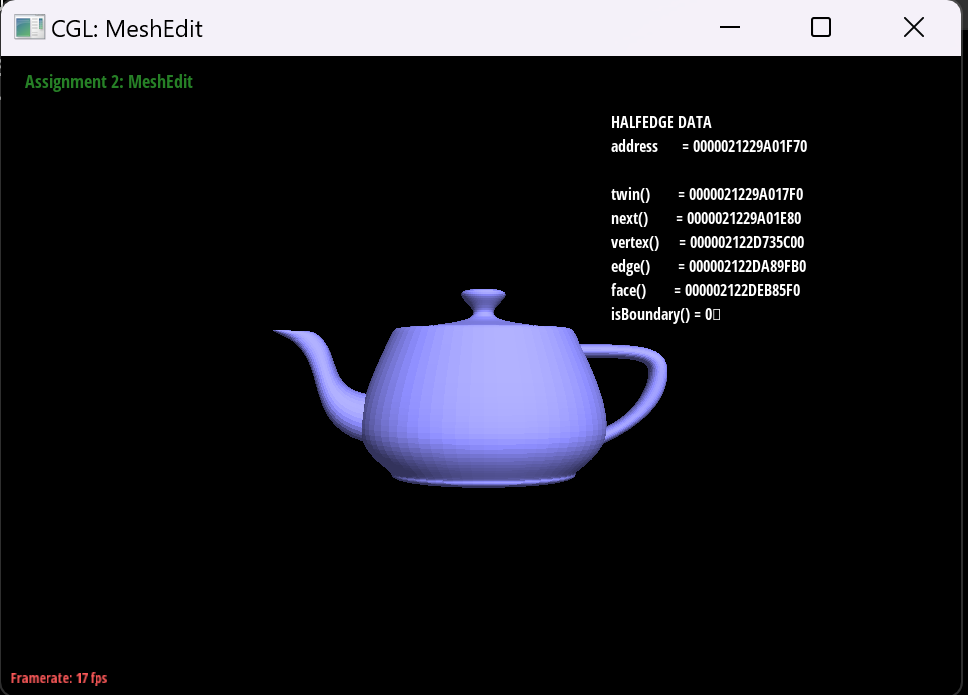 CGL: MeshEdit
Assignment 2: MeshEdit
HALFEDGE DATA
address = 0000021229A01F70
twin() = 0000021229A017F0
next() = 0000021229A01E80
vertex() = 000002122D735C00
edge() = 000002122DA89FB0
face() = 000002122DEB85F0
isBoundary() = 0▯
Framerate: 17 fps